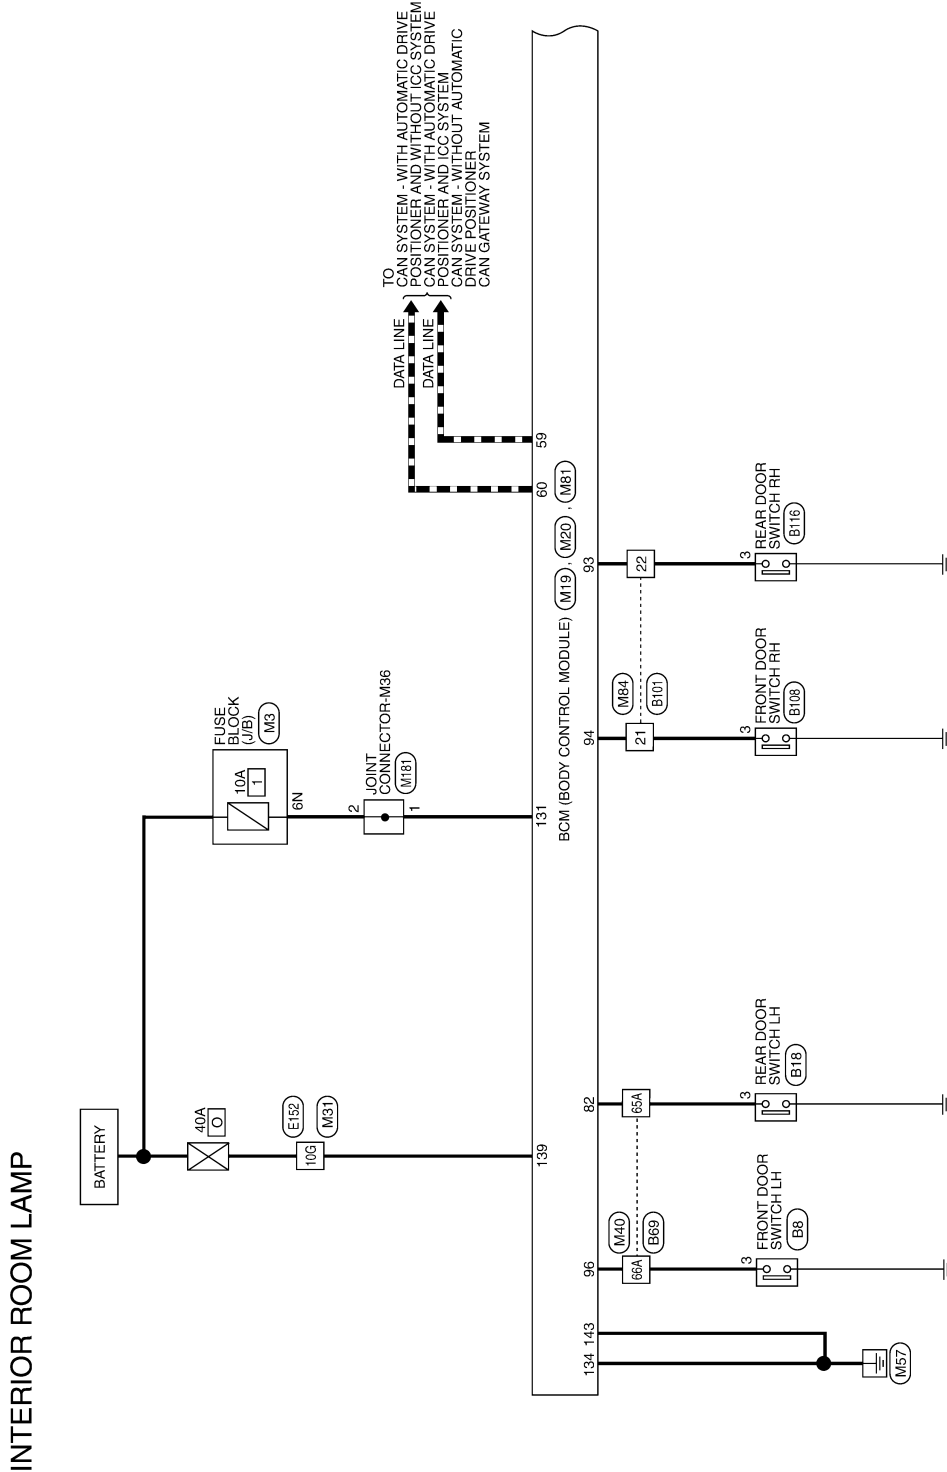 INTERIOR ROOM LAMP
BATTERY
40A
O
E152
M31
10G
139
FUSE
BLOCK
(J/B)
M3
10A
1
6N
JOINT
CONNECTOR-M36
M181
2
1
131
TO
CAN SYSTEM - WITH AUTOMATIC DRIVE
POSITIONER AND WITHOUT ICC SYSTEM
CAN SYSTEM - WITH AUTOMATIC DRIVE
POSITIONER AND ICC SYSTEM
CAN SYSTEM - WITHOUT AUTOMATIC
DRIVE POSITIONER
CAN GATEWAY SYSTEM
DATA LINE
DATA LINE
60
59
BCM (BODY CONTROL MODULE) M19 , M20 , M81
134
143
96
82
94
93
M57
M40
B69
66A
65A
M84
B101
21
22
3
FRONT DOOR
SWITCH LH
B8
3
REAR DOOR
SWITCH LH
B18
3
FRONT DOOR
SWITCH RH
B108
3
REAR DOOR
SWITCH RH
B116